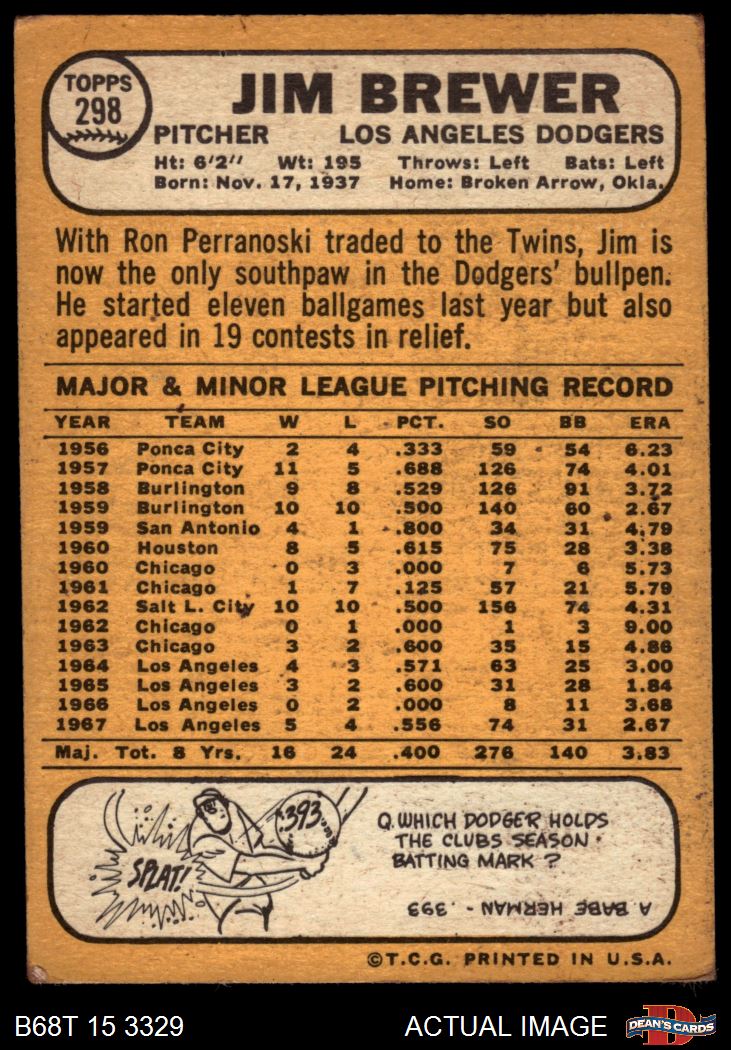 TOPPS
298
JIM BREWER
PITCHER LOS ANGELES DODGERS
Ht: 6'2" Wt: 195 Throws: Left Bats: Left
Born: Nov. 17, 1937 Home: Broken Arrow, Okla.
With Ron Perranoski traded to the Twins, Jim is
now the only southpaw in the Dodgers' bullpen.
He started eleven ballgames last year but also
appeared in 19 contests in relief.
MAJOR & MINOR LEAGUE PITCHING RECORD
YEAR TEAM W L PCT. SO BB ERA
1956 Ponca City 2 4 .333 59 54 6.23
1957 Ponca City 11 5 .688 126 74 4.01
1958 Burlington 9 8 .529 126 91 3.72
1959 Burlington 10 10 .500 140 60 2.67
1959 San Antonio 4 1 .800 34 31 4.79
1960 Houston 8 5 .615 75 28 3.38
1960 Chicago 0 3 .000 7 6 5.73
1961 Chicago 1 7 .125 57 21 5.79
1962 Salt L. City 10 10 .500 156 74 4.31
1962 Chicago 0 1 .000 1 3 9.00
1963 Chicago 3 2 .600 35 15 4.86
1964 Los Angeles 4 3 .571 63 25 3.00
1965 Los Angeles 3 2 .600 31 28 1.84
1966 Los Angeles 0 2 .000 8 11 3.68
1967 Los Angeles 5 4 .556 74 31 2.67
Maj. Tot. 8 Yrs. 16 24 .400 276 140 3.83
.393
SPLAT!
Q. WHICH DODGER HOLDS
THE CLUBS SEASON
BATTING MARK?
A. BABE HERMAN - .393
©T.C.G. PRINTED IN U.S.A.
B68T 15 3329 ACTUAL IMAGE
D
DEAN'S CARDS